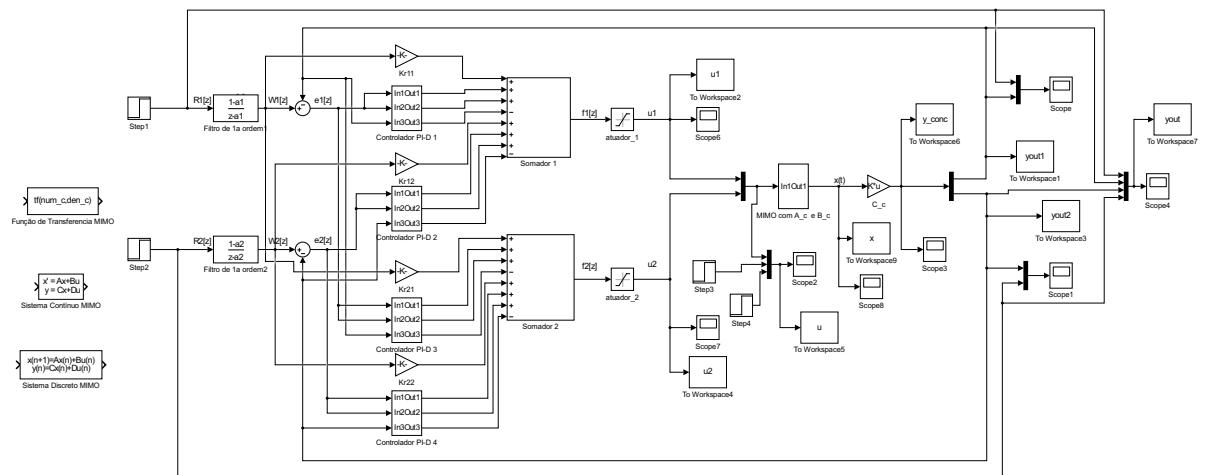 Step1
R1[z]
1-a1
z-a1
Filtro de 1a ordem1
W1[z]
e1[z]
-K-
Kr11
In1Out1
In2Out2
In3Out3
Controlador PI-D 1
-K-
Kr12
In1Out1
In2Out2
In3Out3
Controlador PI-D 2
Somador 1
f1[z]
atuador_1
u1
u1
To Workspace2
Scope6
tf(num_c,den_c)
Função de Transferencia MIMO
x' = Ax+Bu
y = Cx+Du
Sistema Contínuo MIMO
x(n+1)=Ax(n)+Bu(n)
y(n)=Cx(n)+Du(n)
Sistema Discreto MIMO
Step2
R2[z]
1-a2
z-a2
Filtro de 1a ordem2
W2[z]
e2[z]
-K-
Kr21
In1Out1
In2Out2
In3Out3
Controlador PI-D 3
-K-
Kr22
In1Out1
In2Out2
In3Out3
Controlador PI-D 4
Somador 2
f2[z]
atuador_2
u2
Scope7
u2
To Workspace4
Step3
Step4
Scope2
u
To Workspace5
In1Out1
MIMO com A_c e B_c
x(t)
K*u
C_c
x
To Workspace9
Scope8
y_conc
To Workspace6
Scope3
Scope
yout1
To Workspace1
yout2
To Workspace3
Scope1
yout
To Workspace7
Scope4